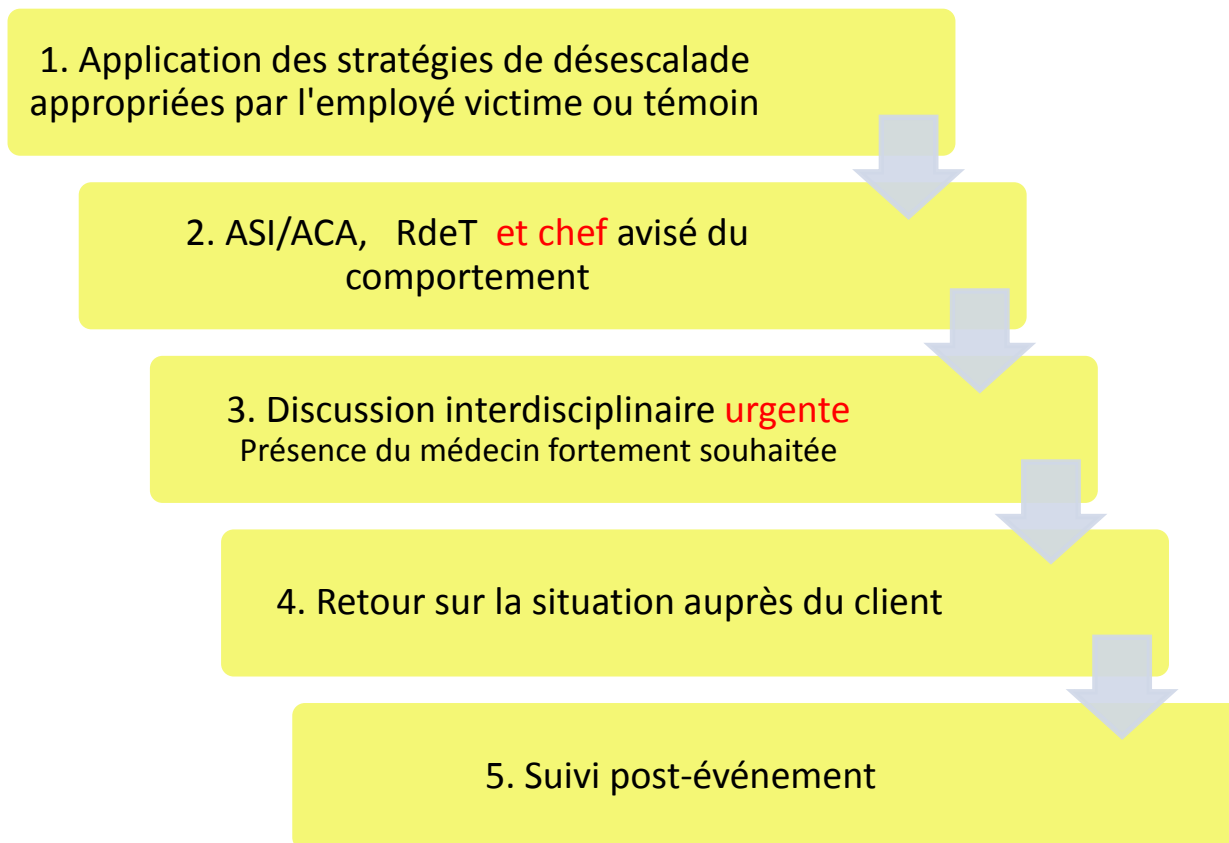 1. Application des stratégies de désescalade
appropriées par l'employé victime ou témoin
2. ASI/ACA, RdeT et chef avisé du
comportement
3. Discussion interdisciplinaire urgente
Présence du médecin fortement souhaitée
4. Retour sur la situation auprès du client
5. Suivi post-événement